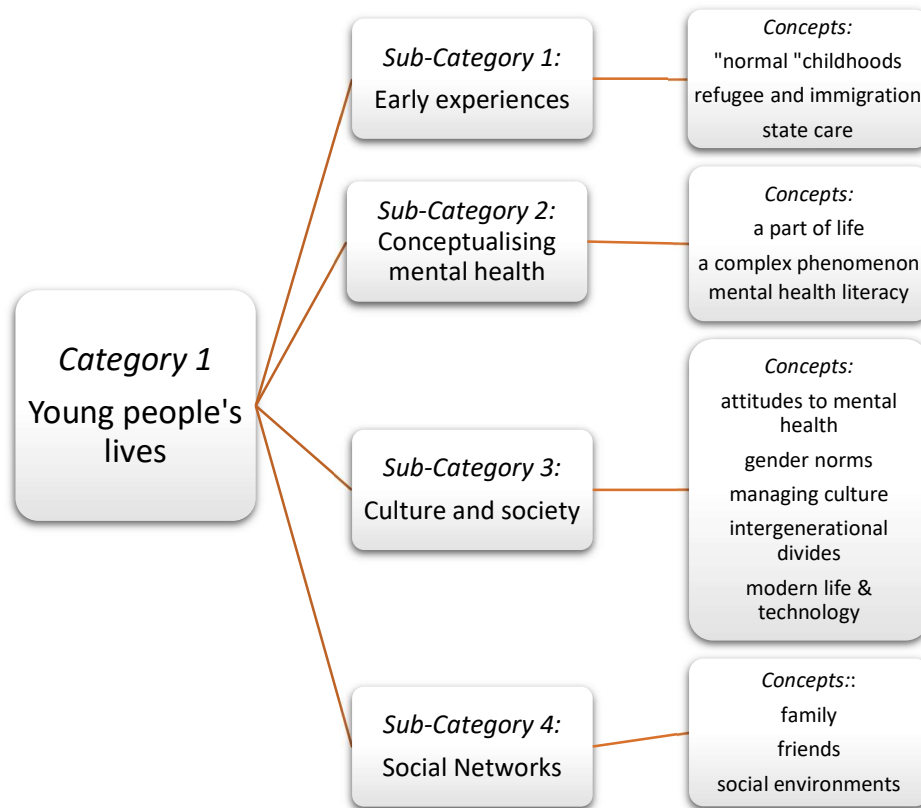 Category 1
Young people's
lives
Sub-Category 1:
Early experiences
Concepts:
"normal "childhoods
refugee and immigration
state care
Sub-Category 2:
Conceptualising
mental health
Concepts:
a part of life
a complex phenomenon
mental health literacy
Sub-Category 3:
Culture and society
Concepts:
attitudes to mental
health
gender norms
managing culture
intergenerational
divides
modern life &
technology
Sub-Category 4:
Social Networks
Concepts::
family
friends
social environments